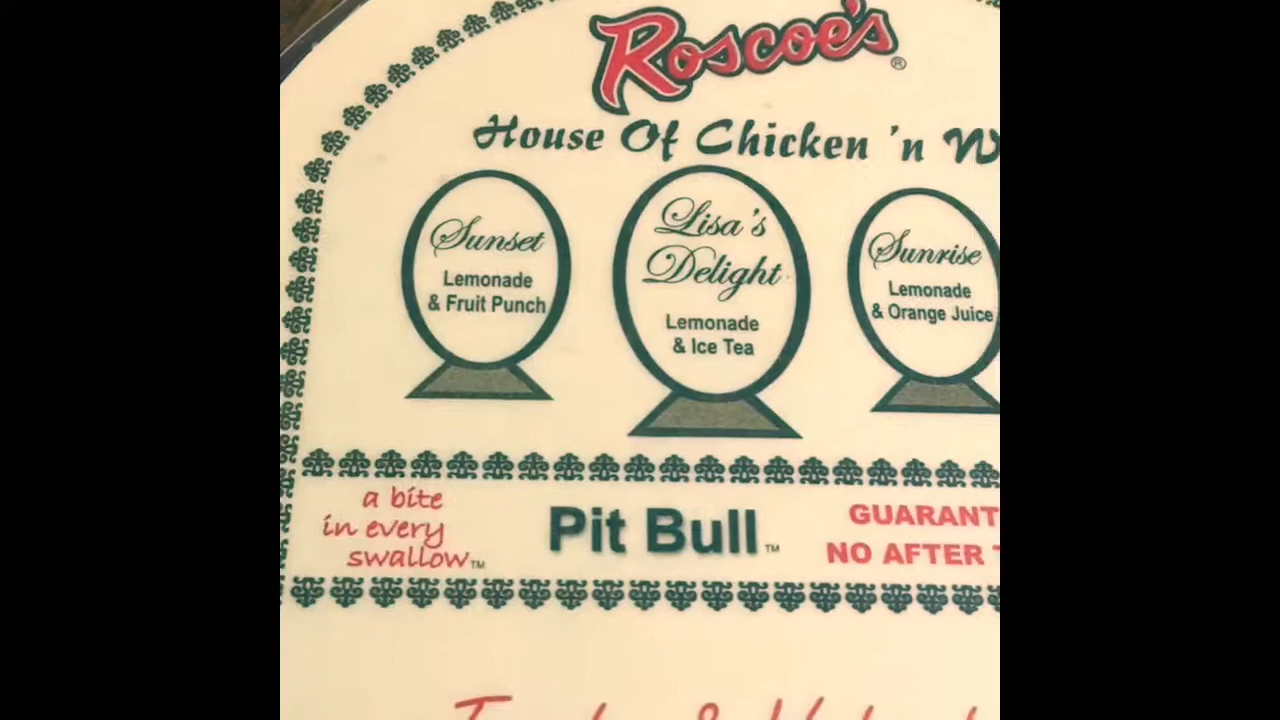 Roscoe's®
House Of Chicken 'n
Sunset
Lemonade
& Fruit Punch
Lisa's
Delight
Lemonade
& Ice Tea
Sunrise
Lemonade
& Orange Juice
a bite
in every
swallow™
Pit Bull™
GUARANT
NO AFTER